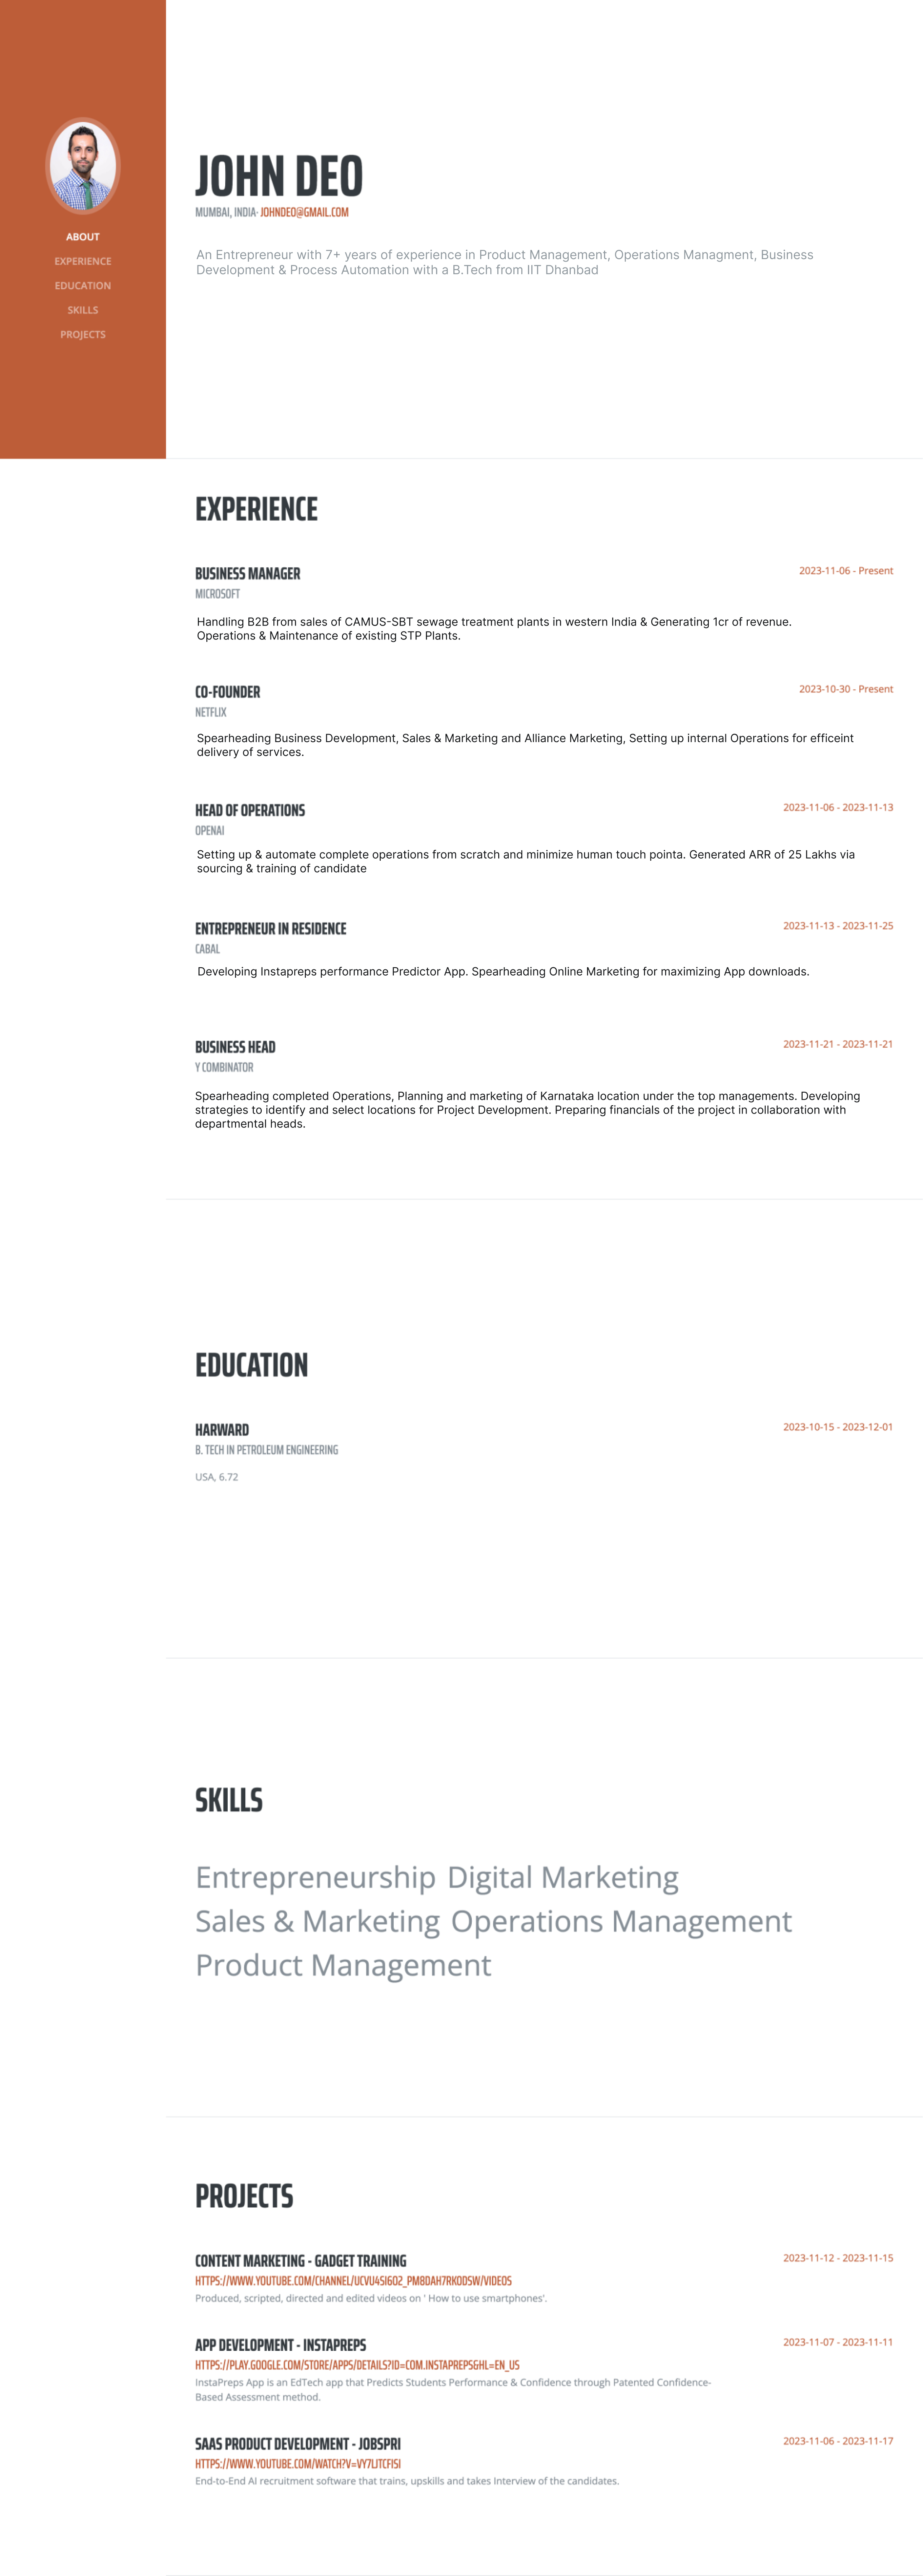 ABOUT
EXPERIENCE
EDUCATION
SKILLS
PROJECTS
JOHN DEO
MUMBAI, INDIA· JOHNDEO@GMAIL.COM
An Entrepreneur with 7+ years of experience in Product Management, Operations Managment, Business
Development & Process Automation with a B.Tech from IIT Dhanbad
EXPERIENCE
BUSINESS MANAGER
2023-11-06 - Present
MICROSOFT
Handling B2B from sales of CAMUS-SBT sewage treatment plants in western India & Generating 1cr of revenue.
Operations & Maintenance of existing STP Plants.
CO-FOUNDER
2023-10-30 - Present
NETFLIX
Spearheading Business Development, Sales & Marketing and Alliance Marketing, Setting up internal Operations for efficeint
delivery of services.
HEAD OF OPERATIONS
2023-11-06 - 2023-11-13
OPENAI
Setting up & automate complete operations from scratch and minimize human touch pointa. Generated ARR of 25 Lakhs via
sourcing & training of candidate
ENTREPRENEUR IN RESIDENCE
2023-11-13 - 2023-11-25
CABAL
Developing Instapreps performance Predictor App. Spearheading Online Marketing for maximizing App downloads.
BUSINESS HEAD
2023-11-21 - 2023-11-21
Y COMBINATOR
Spearheading completed Operations, Planning and marketing of Karnataka location under the top managements. Developing
strategies to identify and select locations for Project Development. Preparing financials of the project in collaboration with
departmental heads.
EDUCATION
HARWARD
2023-10-15 - 2023-12-01
B. TECH IN PETROLEUM ENGINEERING
USA, 6.72
SKILLS
Entrepreneurship Digital Marketing
Sales & Marketing Operations Management
Product Management
PROJECTS
CONTENT MARKETING - GADGET TRAINING
2023-11-12 - 2023-11-15
HTTPS://WWW.YOUTUBE.COM/CHANNEL/UCVU4SI6O2_PM8DAH7RKODSW/VIDEOS
Produced, scripted, directed and edited videos on ' How to use smartphones'.
APP DEVELOPMENT - INSTAPREPS
2023-11-07 - 2023-11-11
HTTPS://PLAY.GOOGLE.COM/STORE/APPS/DETAILS?ID=COM.INSTAPREPS&HL=EN_US
InstaPreps App is an EdTech app that Predicts Students Performance & Confidence through Patented Confidence-
Based Assessment method.
SAAS PRODUCT DEVELOPMENT - JOBSPRI
2023-11-06 - 2023-11-17
HTTPS://WWW.YOUTUBE.COM/WATCH?V=VY7LJTCFISI
End-to-End AI recruitment software that trains, upskills and takes Interview of the candidates.